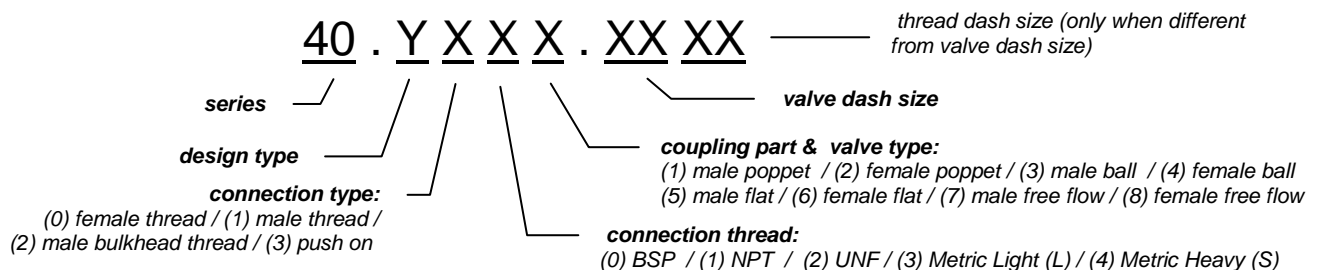 40 . Y X X X . XX XX
thread dash size (only when different
from valve dash size)
series
valve dash size
design type
coupling part & valve type:
(1) male poppet / (2) female poppet / (3) male ball / (4) female ball
(5) male flat / (6) female flat / (7) male free flow / (8) female free flow
connection type:
(0) female thread / (1) male thread /
(2) male bulkhead thread / (3) push on
connection thread:
(0) BSP / (1) NPT / (2) UNF / (3) Metric Light (L) / (4) Metric Heavy (S)